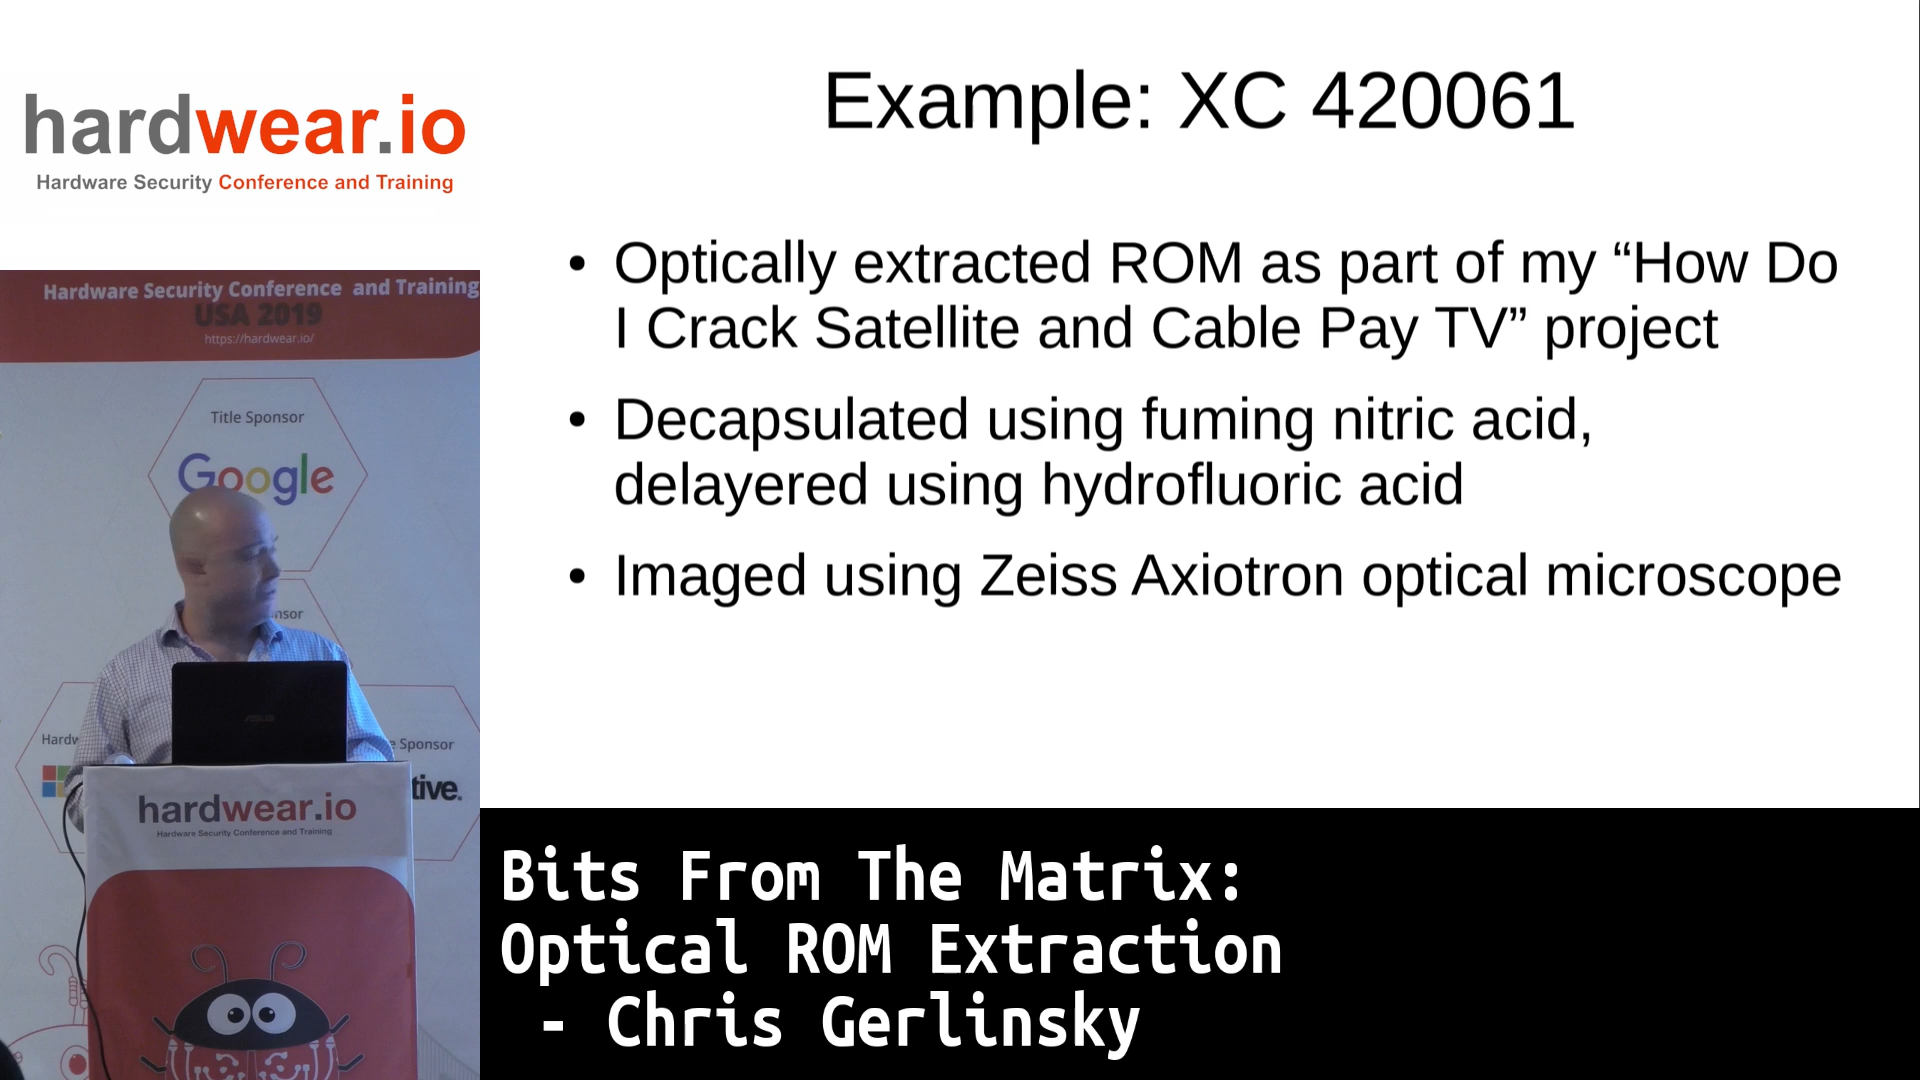 hardwear.io
Hardware Security Conference and Training
Example: XC 420061
• Optically extracted ROM as part of my “How Do
I Crack Satellite and Cable Pay TV” project
• Decapsulated using fuming nitric acid,
delayered using hydrofluoric acid
• Imaged using Zeiss Axiotron optical microscope
Hardware Security Conference and Training
USA 2019
https://hardwear.io/
Title Sponsor
Google
Sponsor
ASUS
hardwear.io
Hardware Security Conference and Training
Bits From The Matrix:
Optical ROM Extraction
- Chris Gerlinsky